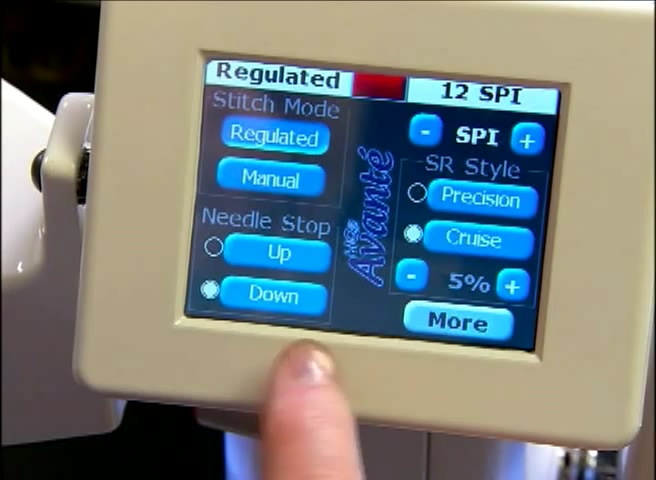 Regulated
12 SPI
Stitch Mode
Regulated
Manual
- SPI +
SR Style
Precision
Cruise
- 5% +
Needle Stop
Up
Down
HQ® Avanté
More